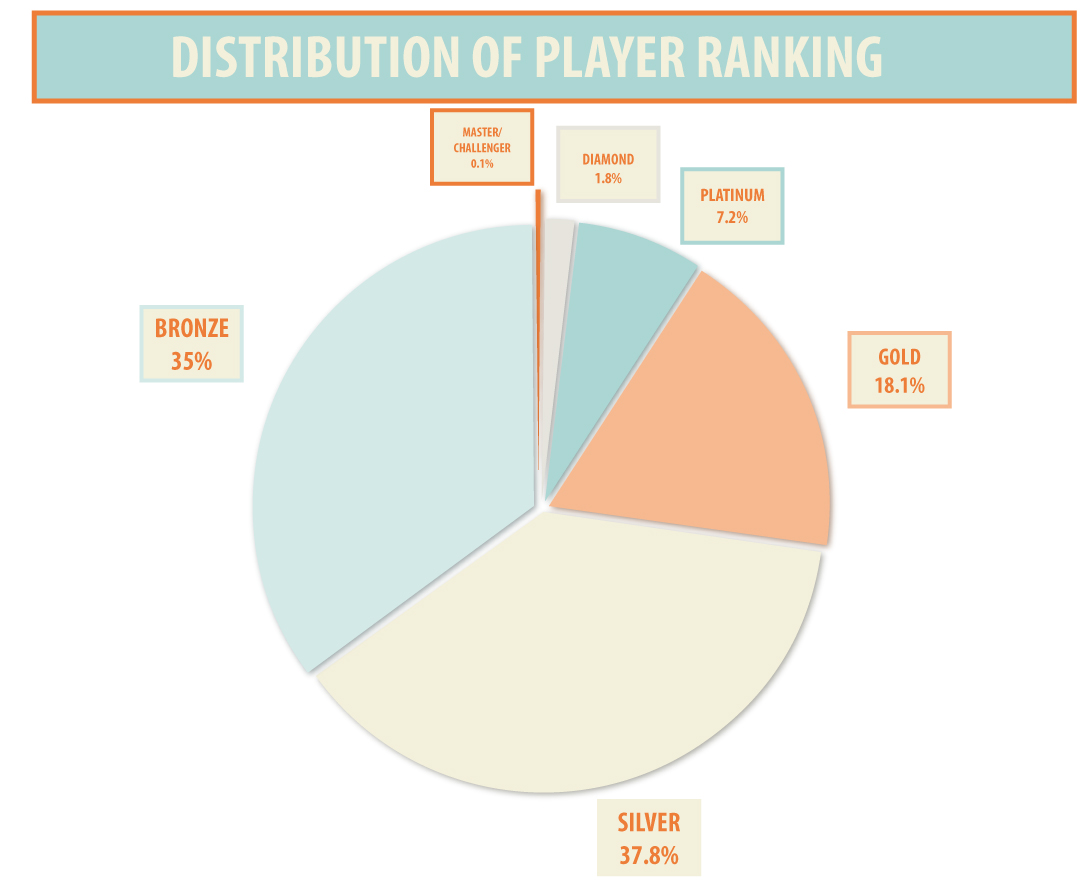 DISTRIBUTION OF PLAYER RANKING
MASTER/
CHALLENGER
0.1%
DIAMOND
1.8%
PLATINUM
7.2%
BRONZE
35%
GOLD
18.1%
SILVER
37.8%